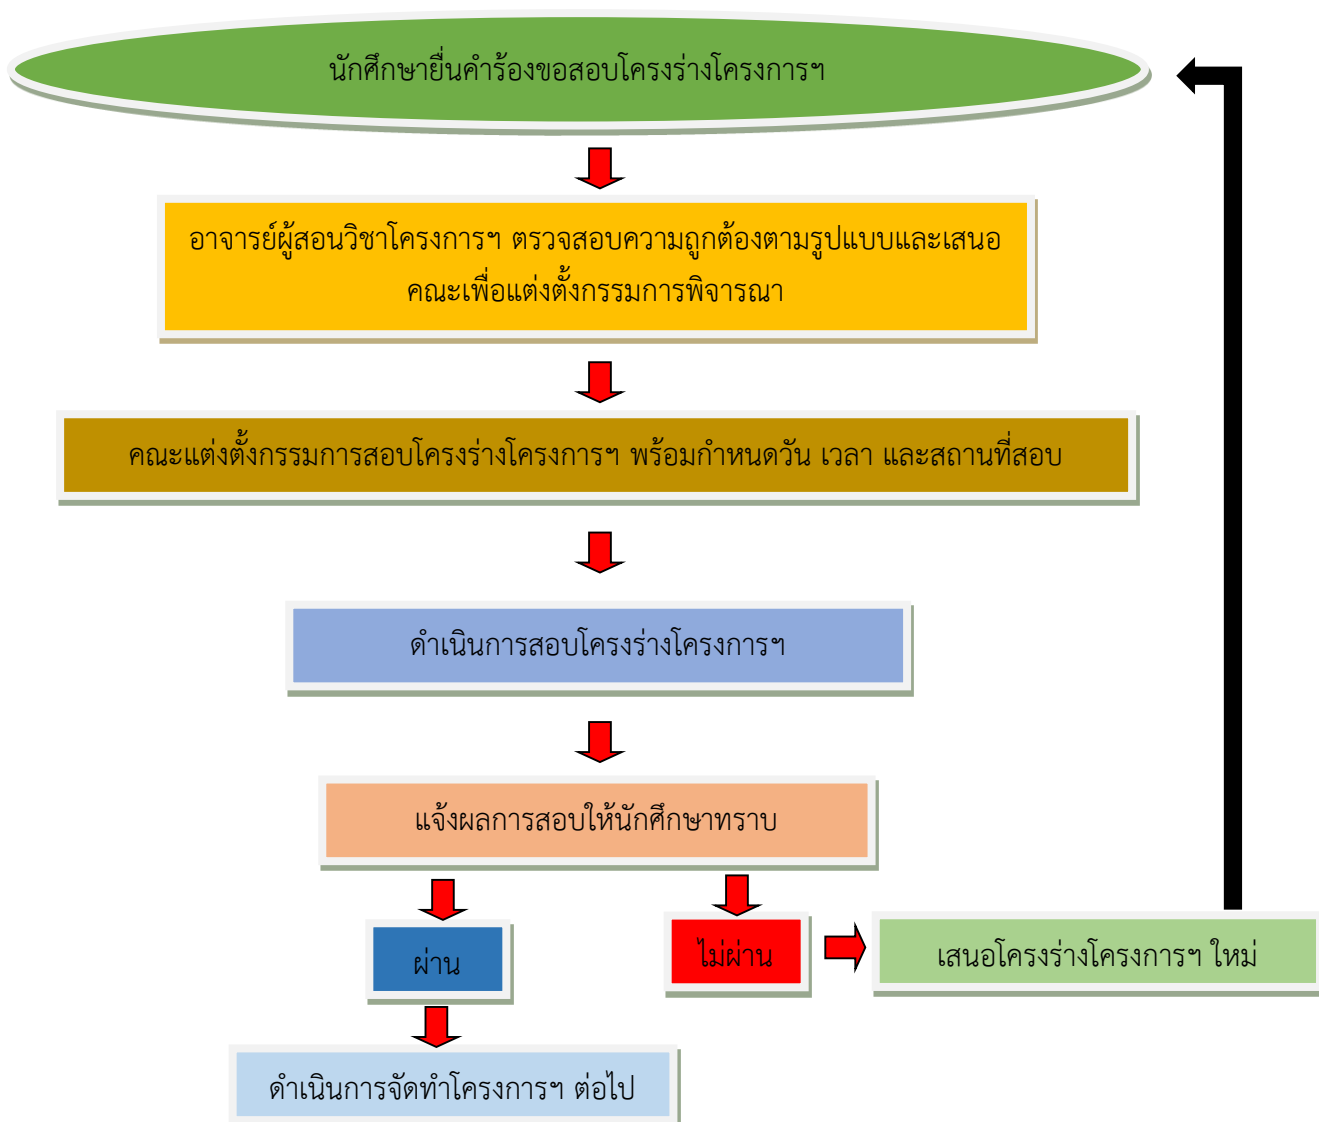 นักศึกษายื่นคำร้องขอสอบโครงร่างโครงการฯ
อาจารย์ผู้สอนวิชาโครงการฯ ตรวจสอบความถูกต้องตามรูปแบบและเสนอ
คณะเพื่อแต่งตั้งกรรมการพิจารณา
คณะแต่งตั้งกรรมการสอบโครงร่างโครงการฯ พร้อมกำหนดวัน เวลา และสถานที่สอบ
ดำเนินการสอบโครงร่างโครงการฯ
แจ้งผลการสอบให้นักศึกษาทราบ
ผ่าน
ไม่ผ่าน
เสนอโครงร่างโครงการฯ ใหม่
ดำเนินการจัดทำโครงการฯ ต่อไป